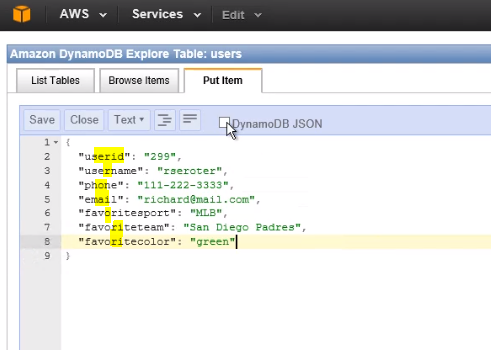 AWS Services Edit
Amazon DynamoDB Explore Table: users
List Tables Browse Items Put Item
Save Close Text DynamoDB JSON
1 {
2 "userid": "299",
3 "username": "rseroter",
4 "phone": "111-222-3333",
5 "email": "richard@mail.com",
6 "favoritesport": "MLB",
7 "favoriteteam": "San Diego Padres",
8 "favoritecolor": "green"
9 }